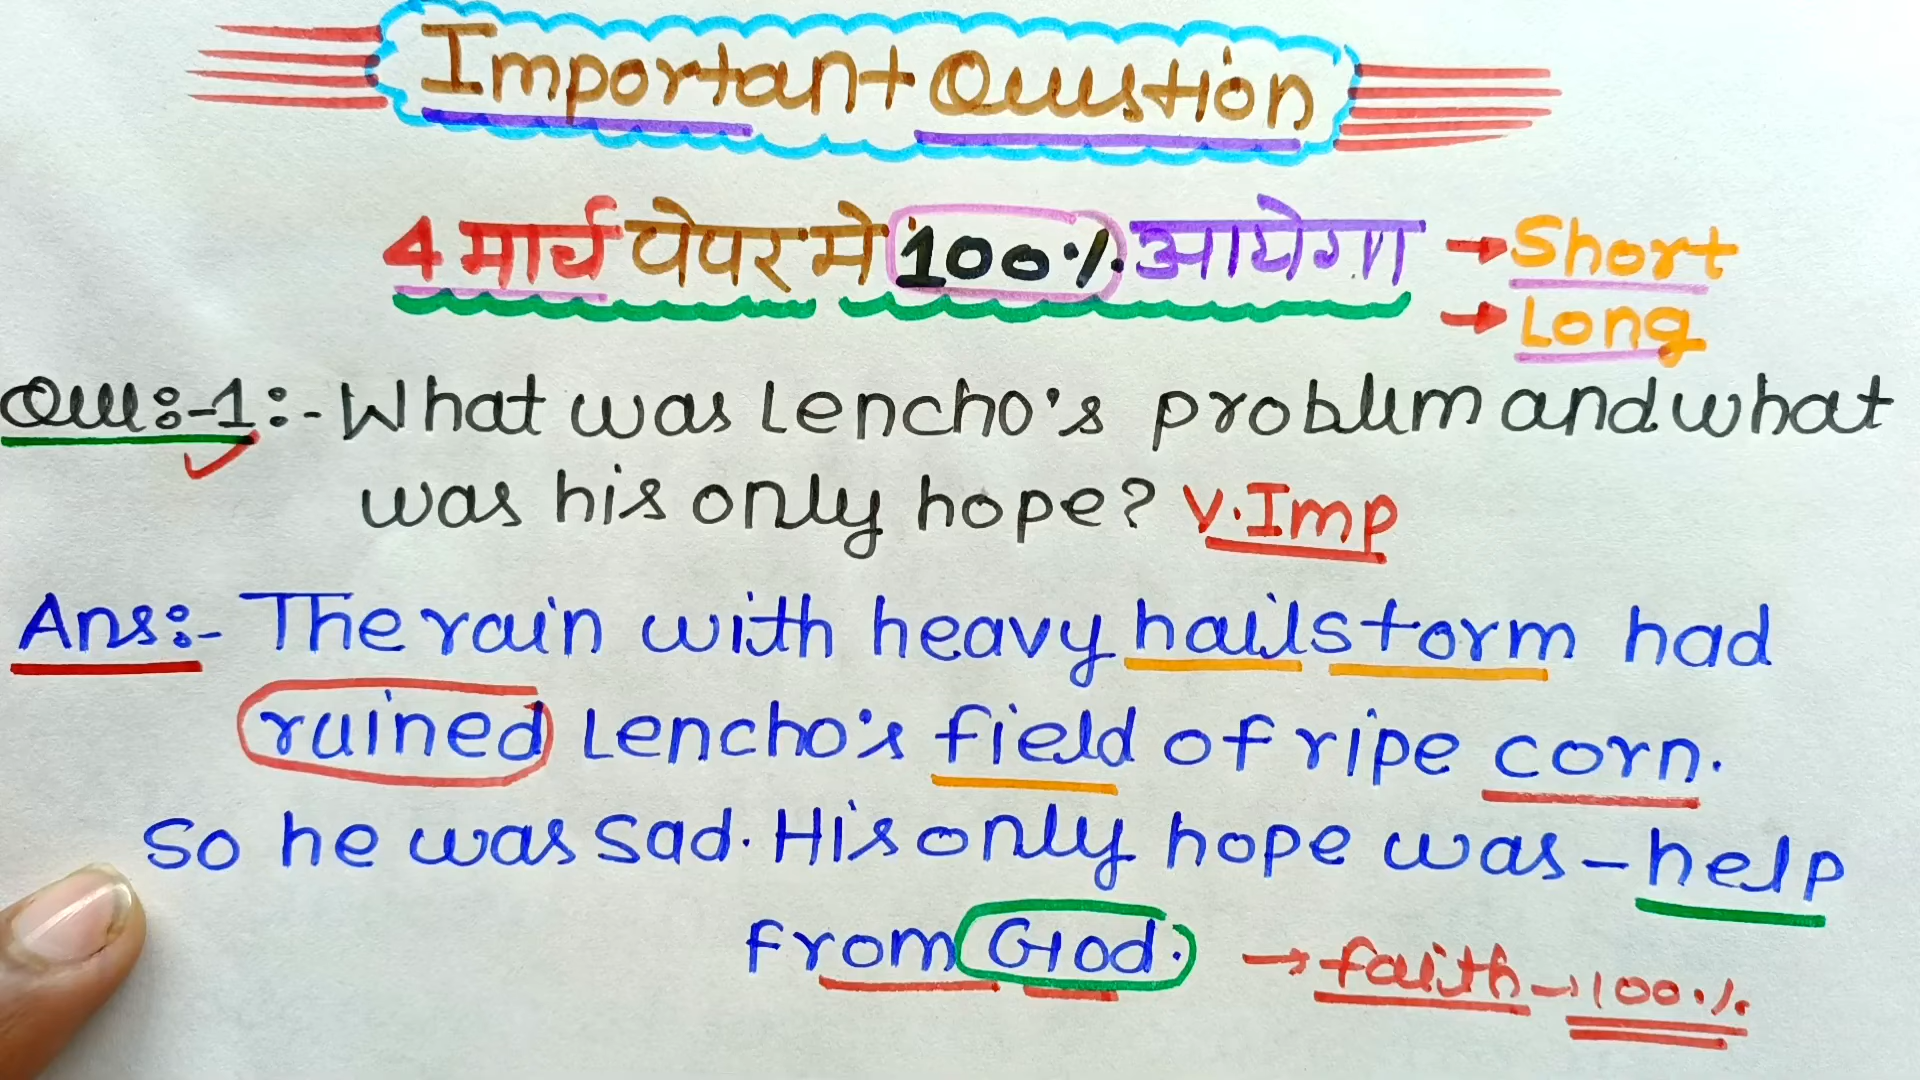 Important Question
4 मार्च पेपर मे 100% आयेगा → Short
→ Long
Que:-1:- What was Lencho's problem and what
was his only hope? V.Imp
Ans:- The rain with heavy hailstorm had
ruined Lencho's field of ripe corn.
So he was sad. His only hope was - help
from God. → faith → 100%